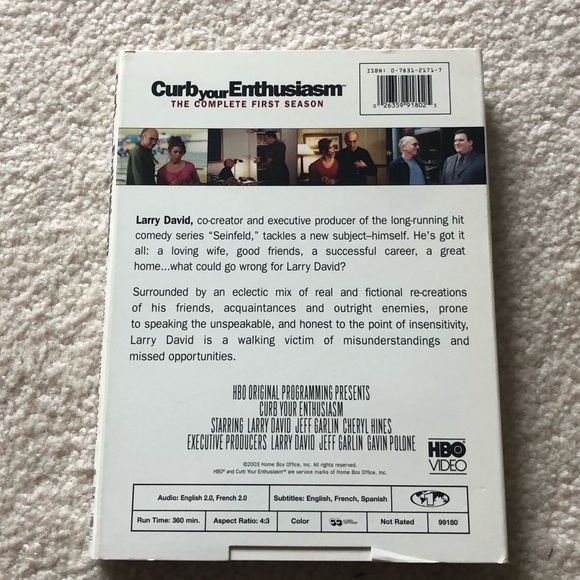 ISBN: 0-7831-2171-7
0 26359 91802 5
Curb your Enthusiasm™
THE COMPLETE FIRST SEASON
Larry David, co-creator and executive producer of the long-running hit
comedy series “Seinfeld,” tackles a new subject–himself. He's got it
all: a loving wife, good friends, a successful career, a great
home...what could go wrong for Larry David?
Surrounded by an eclectic mix of real and fictional re-creations
of his friends, acquaintances and outright enemies, prone
to speaking the unspeakable, and honest to the point of insensitivity,
Larry David is a walking victim of misunderstandings and
missed opportunities.
HBO ORIGINAL PROGRAMMING PRESENTS
CURB YOUR ENTHUSIASM
STARRING LARRY DAVID JEFF GARLIN CHERYL HINES
EXECUTIVE PRODUCERS LARRY DAVID JEFF GARLIN GAVIN POLONE
©2003 Home Box Office, Inc. All rights reserved.
HBO® and Curb Your Enthusiasm℠ are service marks of Home Box Office, Inc.
HBO
VIDEO
Audio: English 2.0, French 2.0 Subtitles: English, French, Spanish 1
Run Time: 360 min. Aspect Ratio: 4:3 Color Not Rated 99180